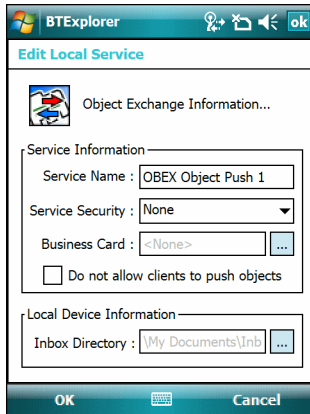 BTExplorer
ok
Edit Local Service
Object Exchange Information...
Service Information
Service Name : OBEX Object Push 1
Service Security : None
Business Card : <None> ...
Do not allow clients to push objects
Local Device Information
Inbox Directory : \My Documents\Inb ...
OK Cancel